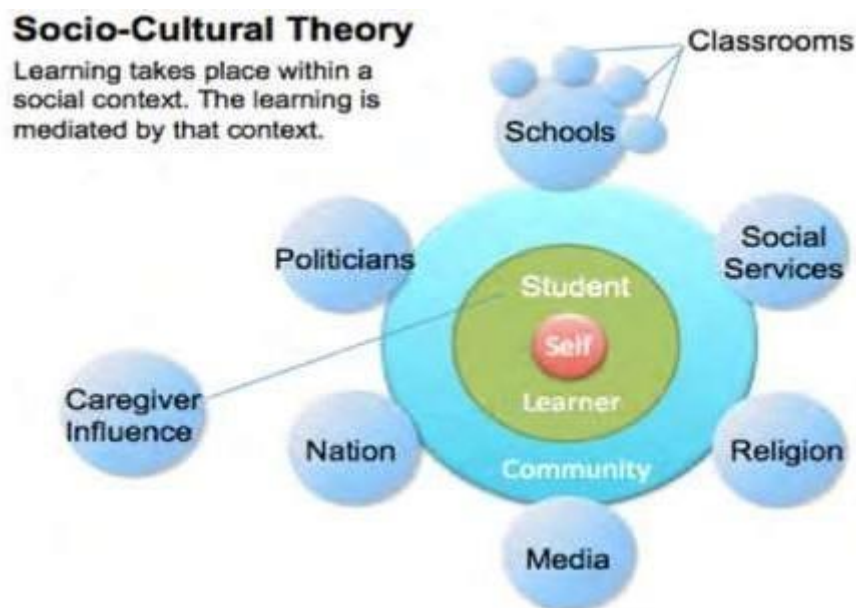 Socio-Cultural Theory
Learning takes place within a
social context. The learning is
mediated by that context.
Classrooms
Schools
Politicians
Social
Services
Student
Self
Learner
Caregiver
Influence
Nation
Community
Religion
Media